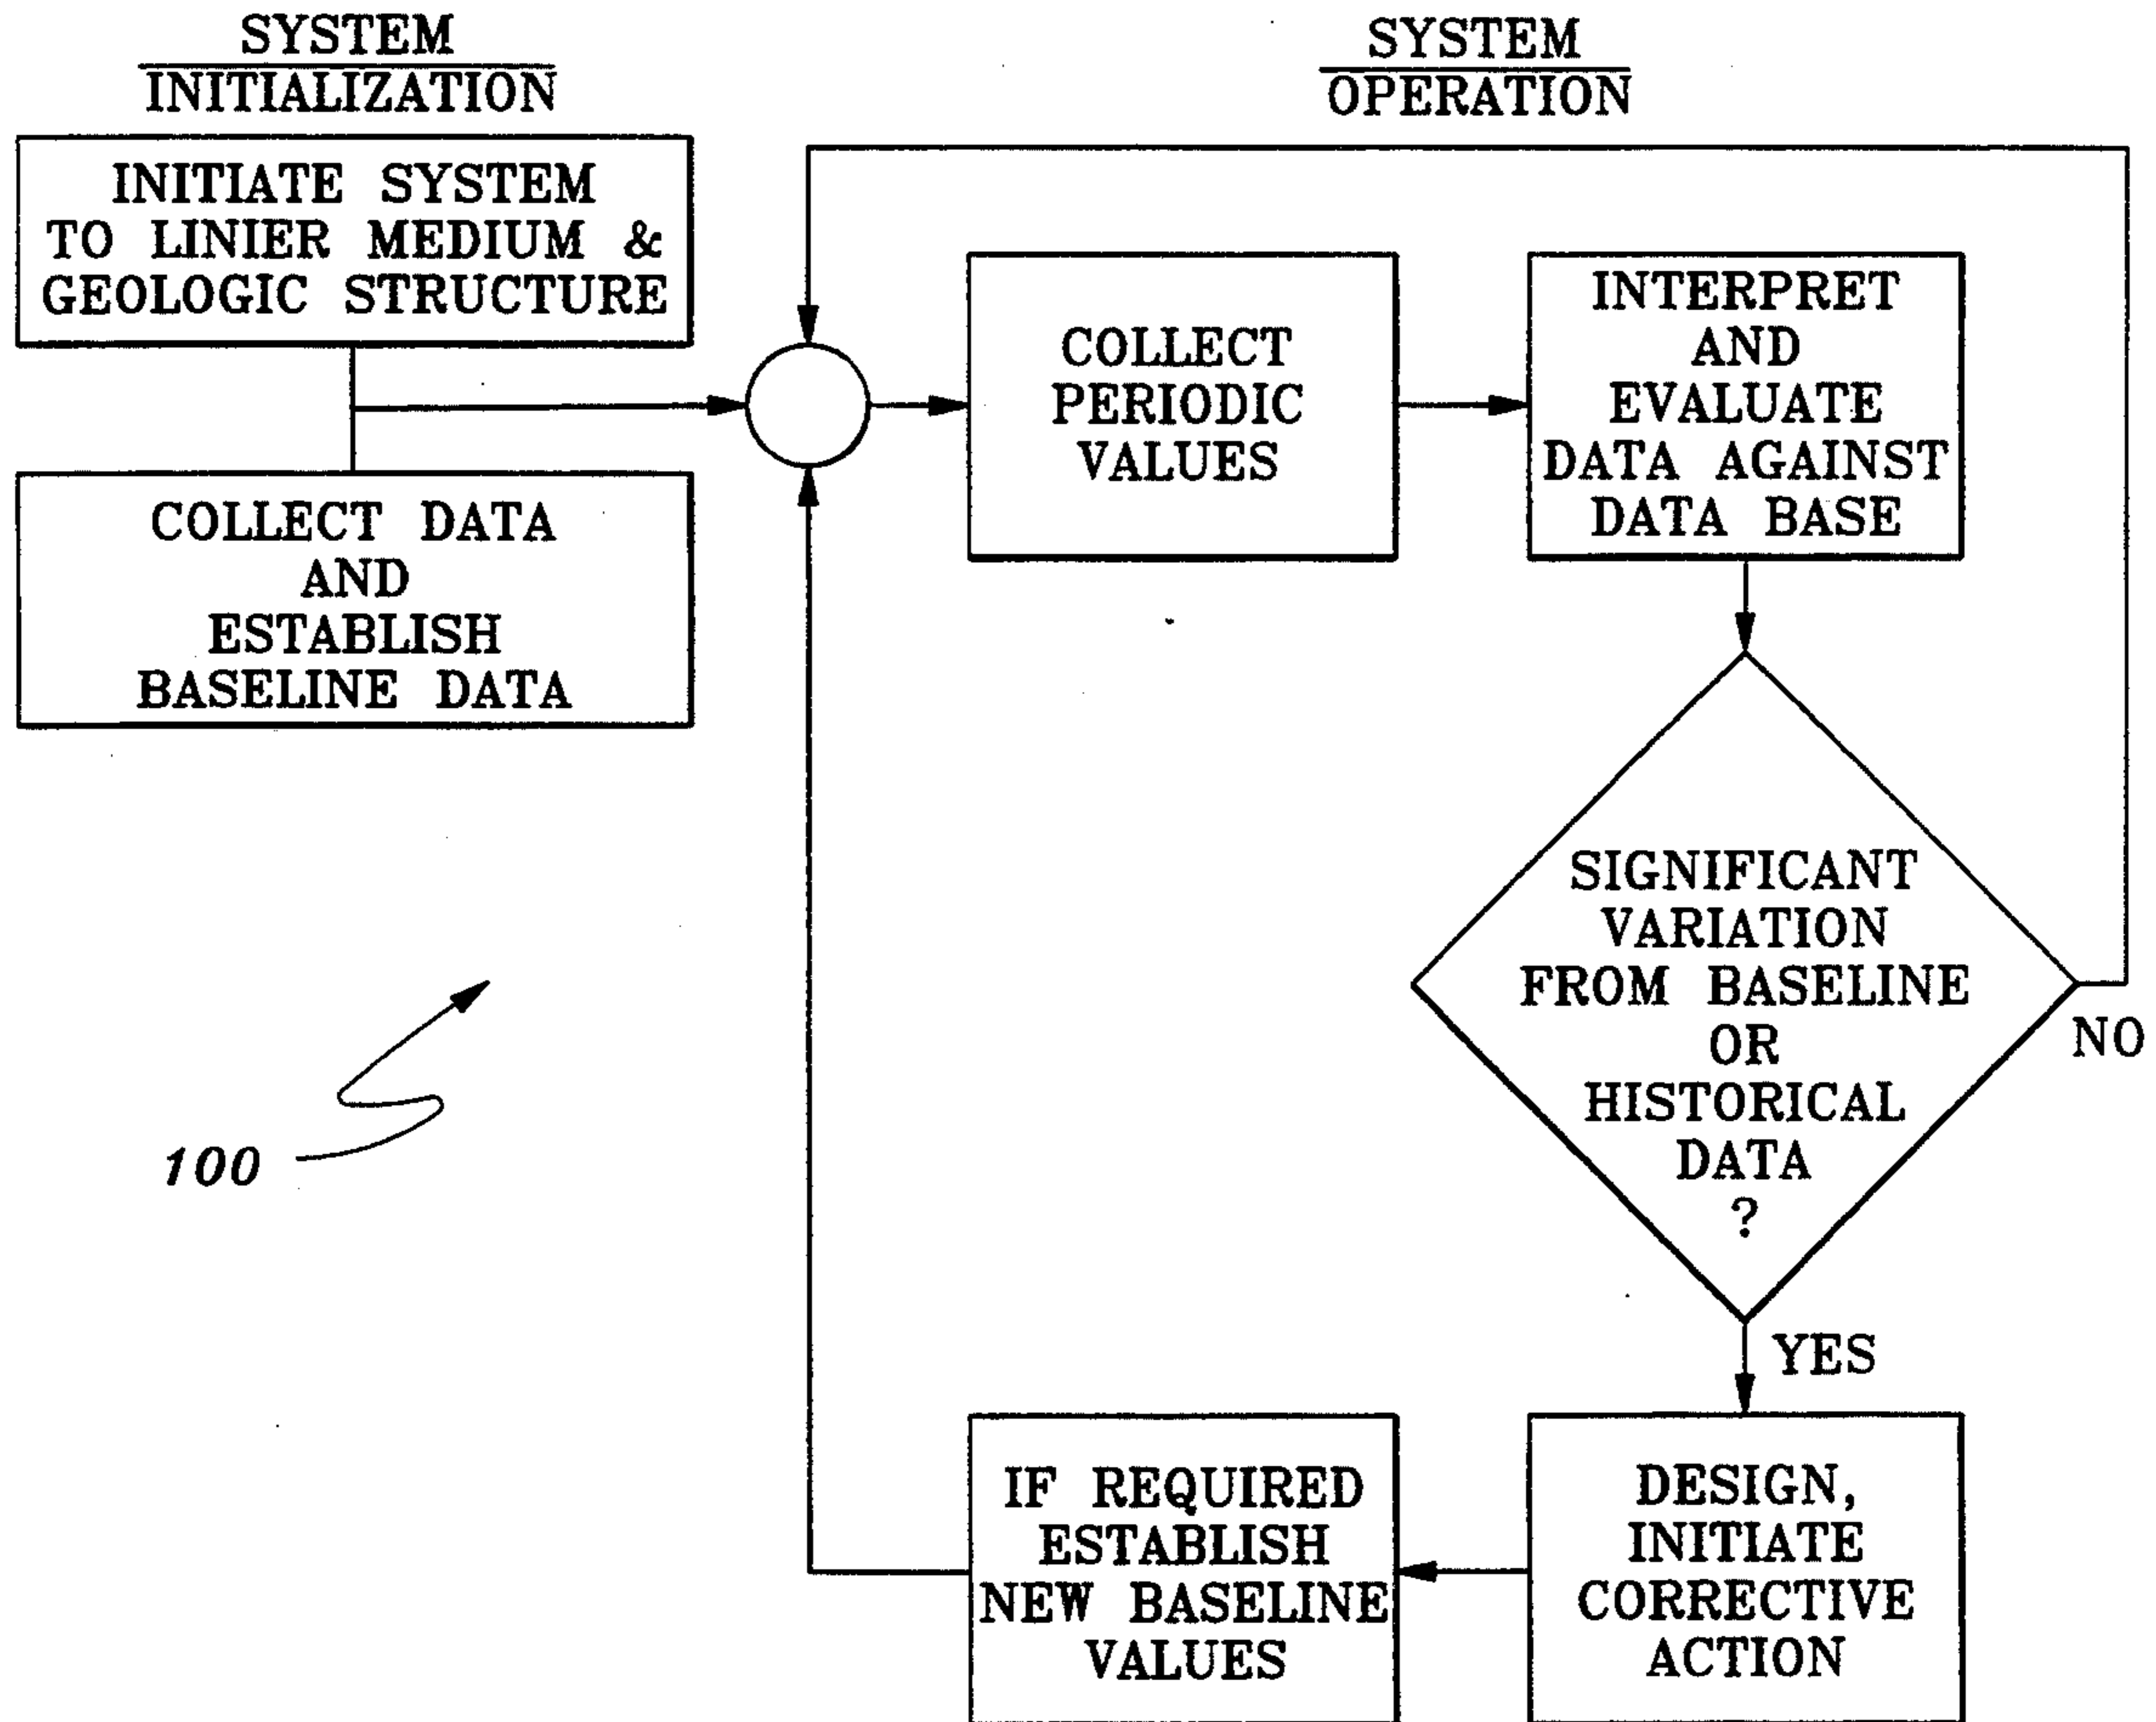 SYSTEM
INITIALIZATION
INITIATE SYSTEM
TO LINIER MEDIUM &
GEOLOGIC STRUCTURE
COLLECT DATA
AND
ESTABLISH
BASELINE DATA
SYSTEM
OPERATION
COLLECT
PERIODIC
VALUES
INTERPRET
AND
EVALUATE
DATA AGAINST
DATA BASE
SIGNIFICANT
VARIATION
FROM BASELINE
OR
HISTORICAL
DATA
?
NO
YES
DESIGN,
INITIATE
CORRECTIVE
ACTION
IF REQUIRED
ESTABLISH
NEW BASELINE
VALUES
100